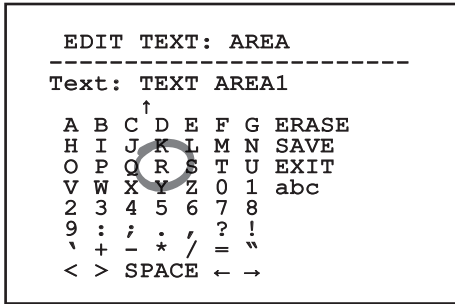 EDIT TEXT: AREA
------------------------
Text: TEXT AREA1
↑
A B C D E F G ERASE
H I J K L M N SAVE
O P Q R S T U EXIT
V W X Y Z 0 1 abc
2 3 4 5 6 7 8
9 : ; . , ? !
‵ + - * / = ‶
< > SPACE ← →